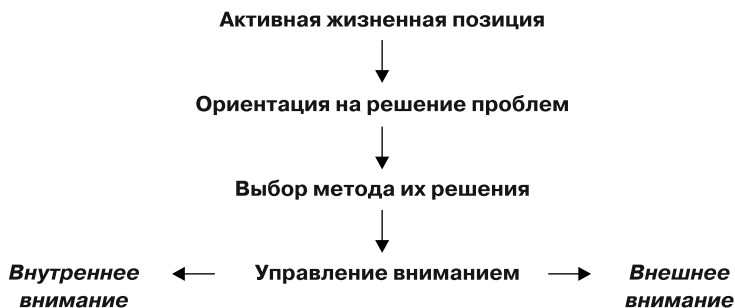 Активная жизненная позиция
Ориентация на решение проблем
Выбор метода их решения
Внутреннее внимание
Управление вниманием
Внешнее внимание